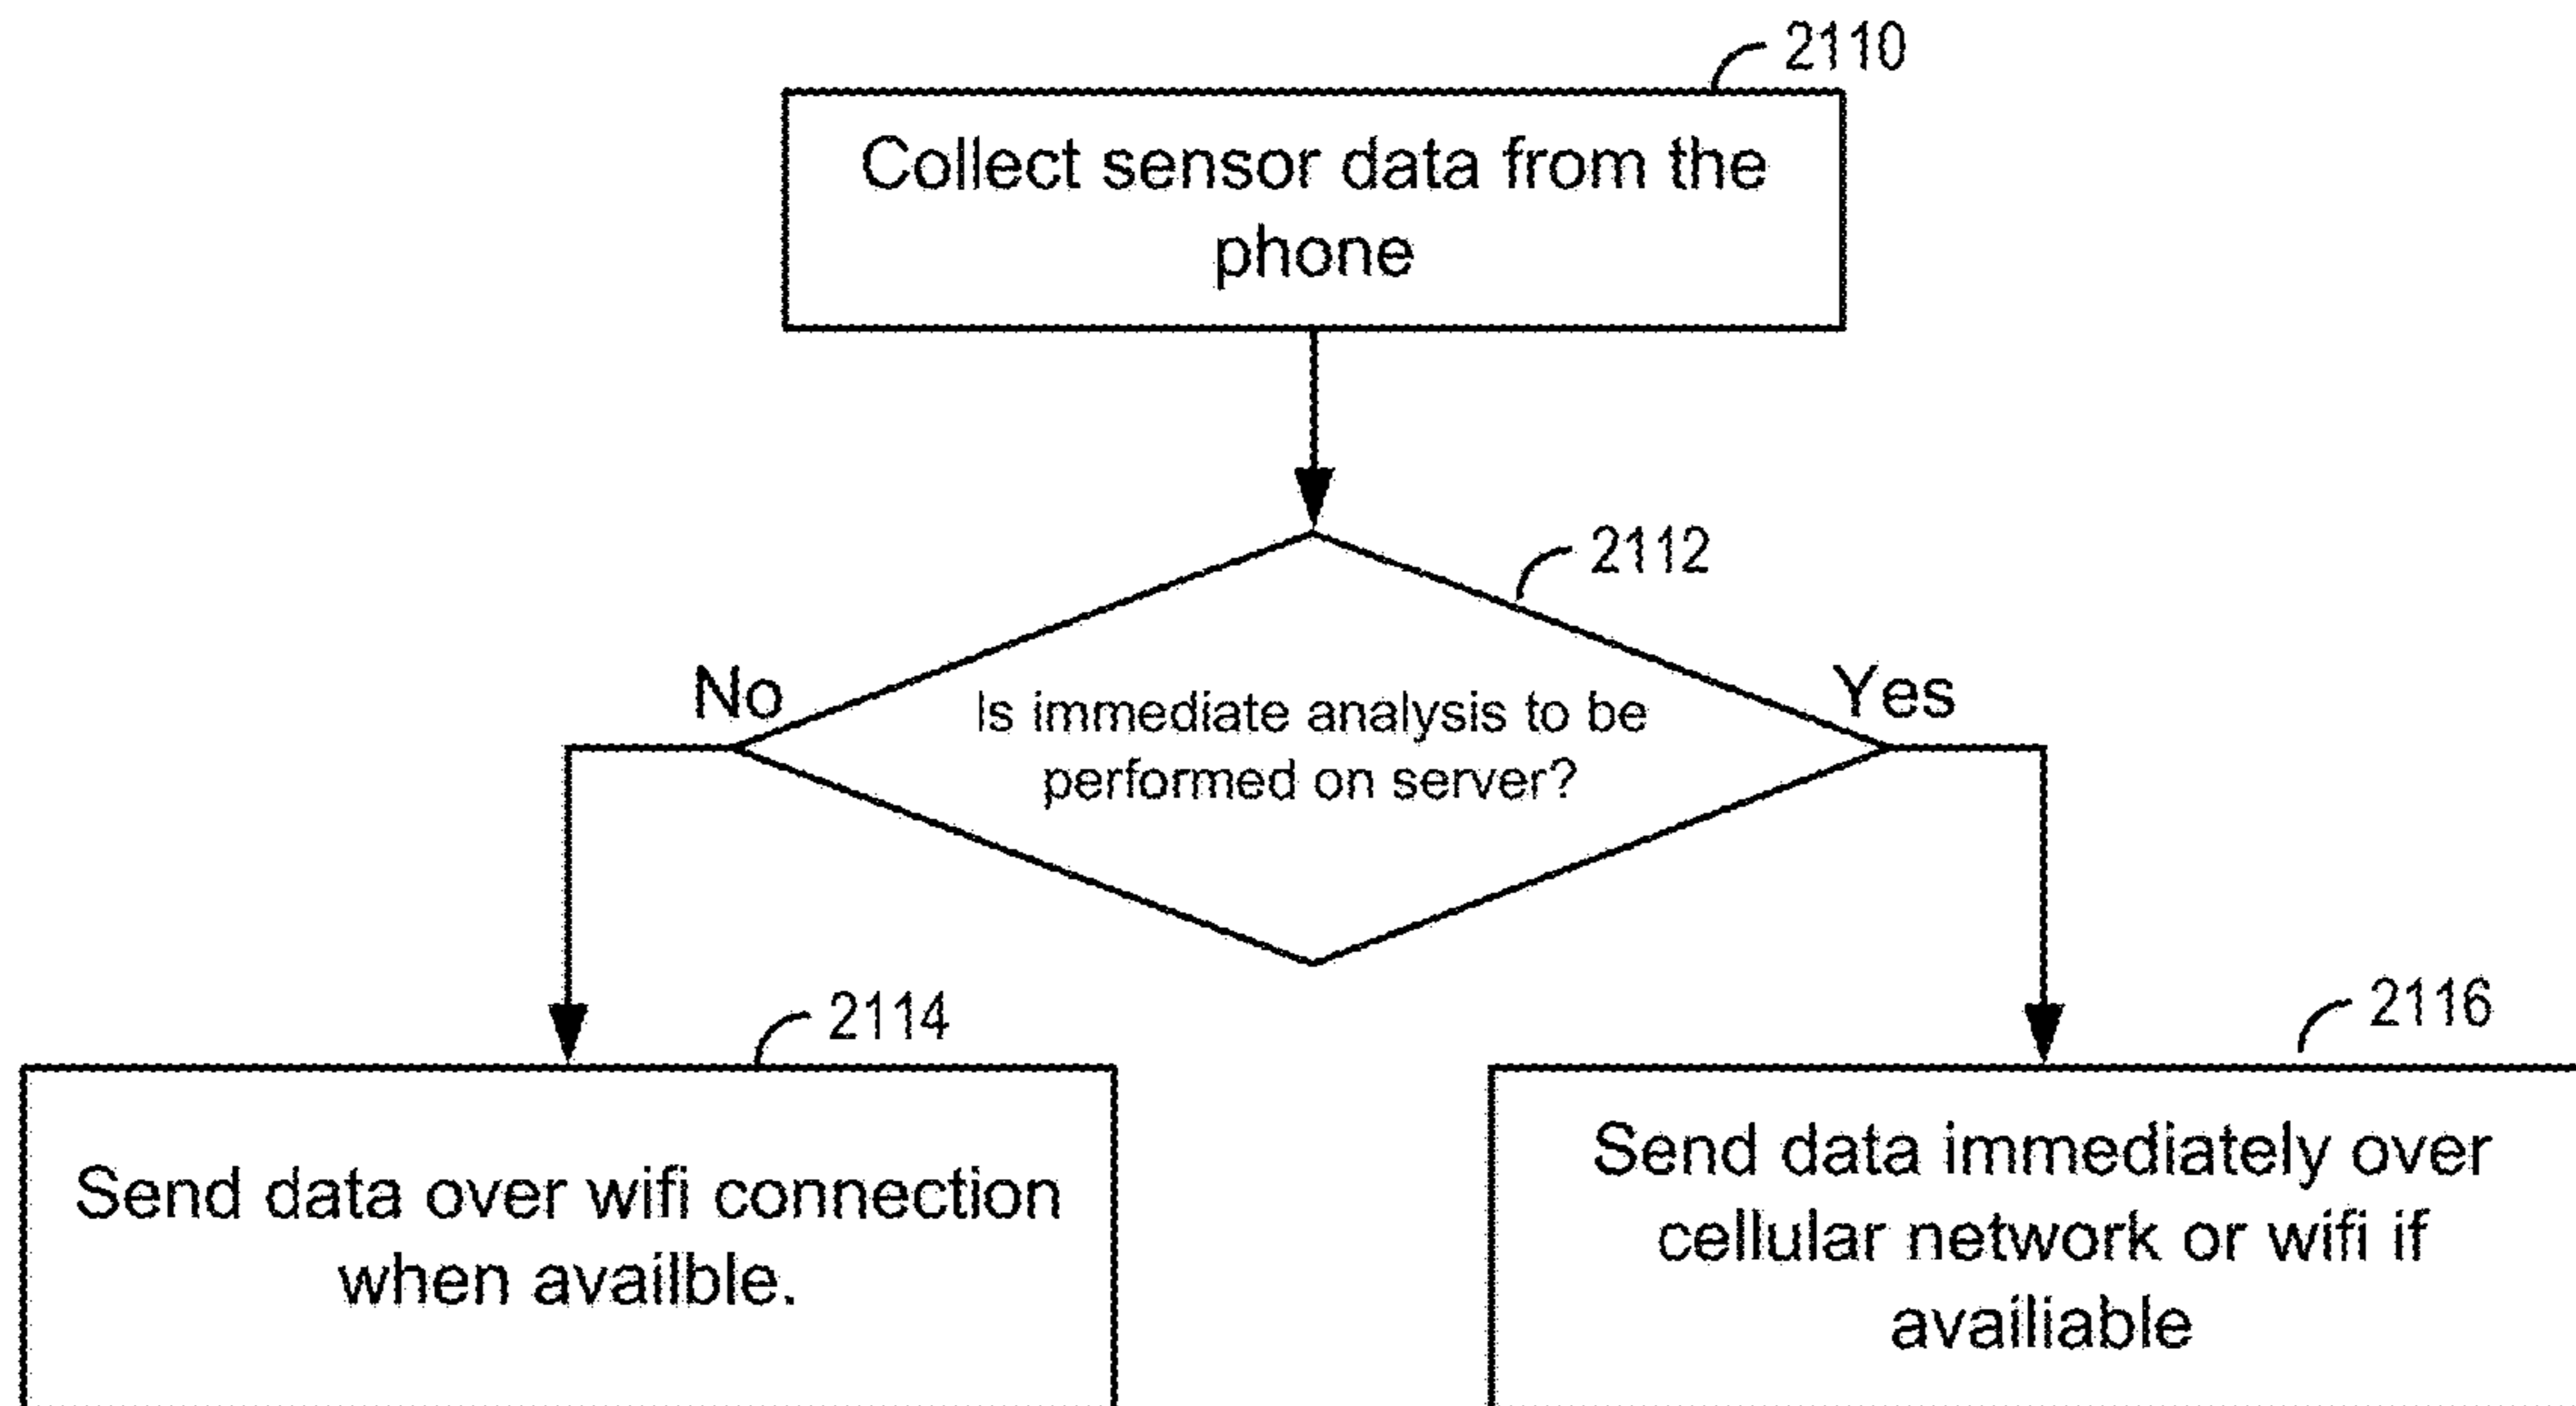 2110
Collect sensor data from the
phone
2112
No
Yes
Is immediate analysis to be
performed on server?
2114
2116
Send data over wifi connection
when availble.
Send data immediately over
cellular network or wifi if
availiable